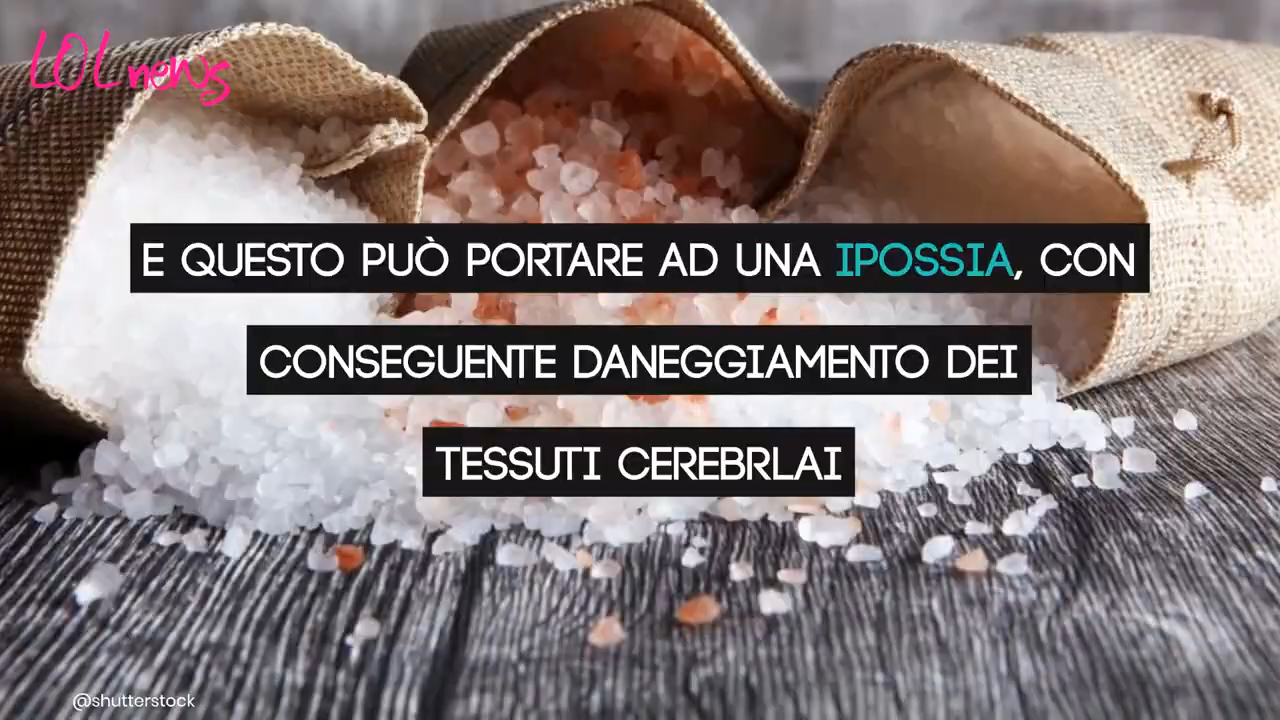 LOL news
E QUESTO PUÒ PORTARE AD UNA IPOSSIA, CON
CONSEGUENTE DANEGGIAMENTO DEI
TESSUTI CEREBRLAI
@shutterstock